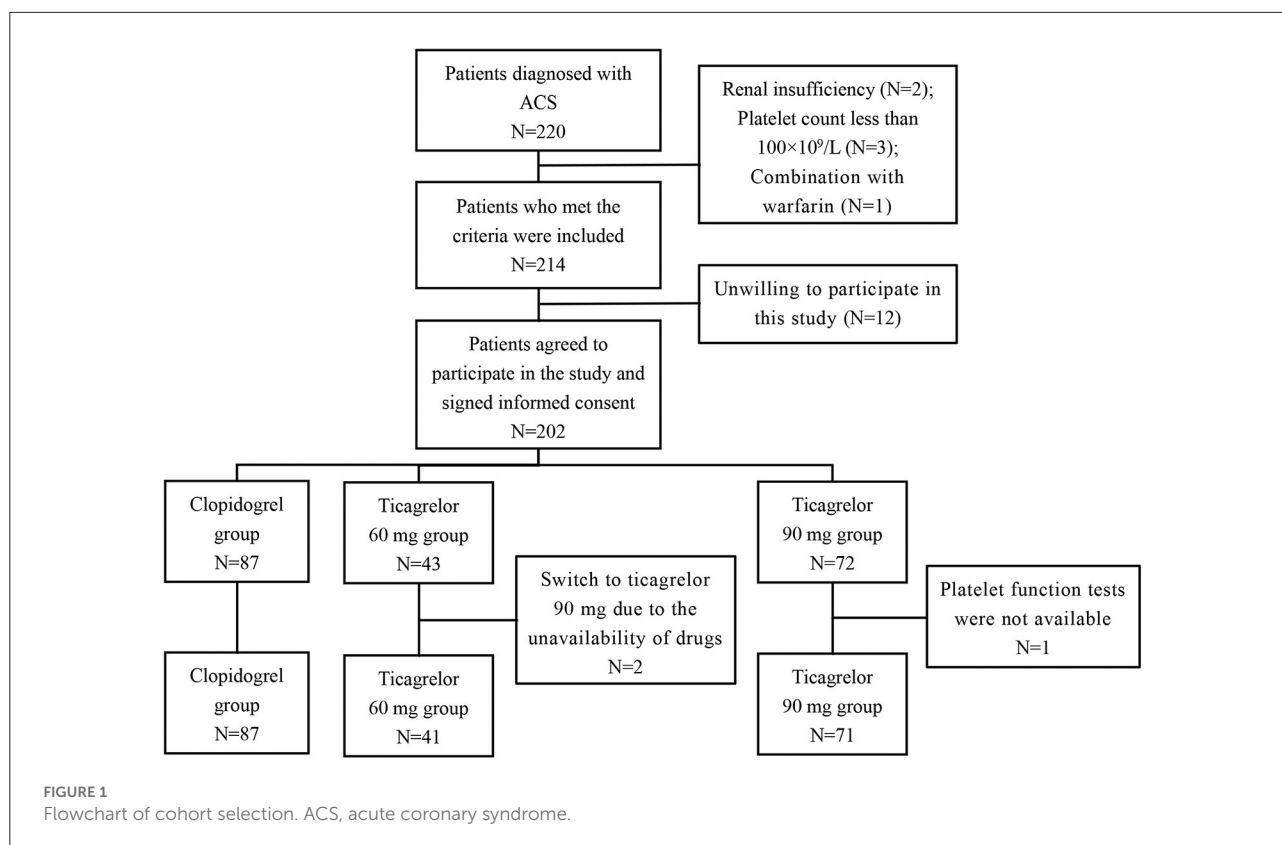 Patients diagnosed with
ACS
N=220
Renal insufficiency (N=2);
Platelet count less than
100×10⁹/L (N=3);
Combination with
warfarin (N=1)
Patients who met the
criteria were included
N=214
Unwilling to participate in
this study (N=12)
Patients agreed to
participate in the study and
signed informed consent
N=202
Clopidogrel
group
N=87
Ticagrelor
60 mg group
N=43
Ticagrelor
90 mg group
N=72
Switch to ticagrelor
90 mg due to the
unavailability of drugs
N=2
Platelet function tests
were not available
N=1
Clopidogrel
group
N=87
Ticagrelor
60 mg group
N=41
Ticagrelor
90 mg group
N=71
FIGURE 1
Flowchart of cohort selection. ACS, acute coronary syndrome.